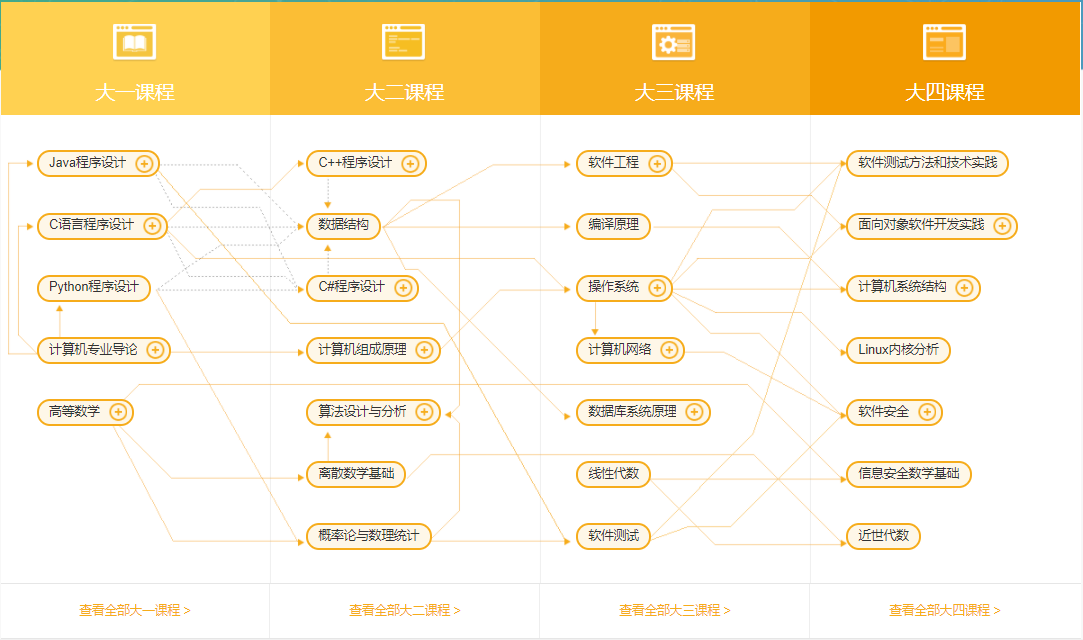 大一课程
大二课程
大三课程
大四课程
Java程序设计
C++程序设计
软件工程
软件测试方法和技术实践
C语言程序设计
数据结构
编译原理
面向对象软件开发实践
Python程序设计
C#程序设计
操作系统
计算机系统结构
计算机专业导论
计算机组成原理
计算机网络
Linux内核分析
高等数学
算法设计与分析
数据库系统原理
软件安全
离散数学基础
线性代数
信息安全数学基础
概率论与数理统计
软件测试
近世代数
查看全部大一课程 >
查看全部大二课程 >
查看全部大三课程 >
查看全部大四课程 >